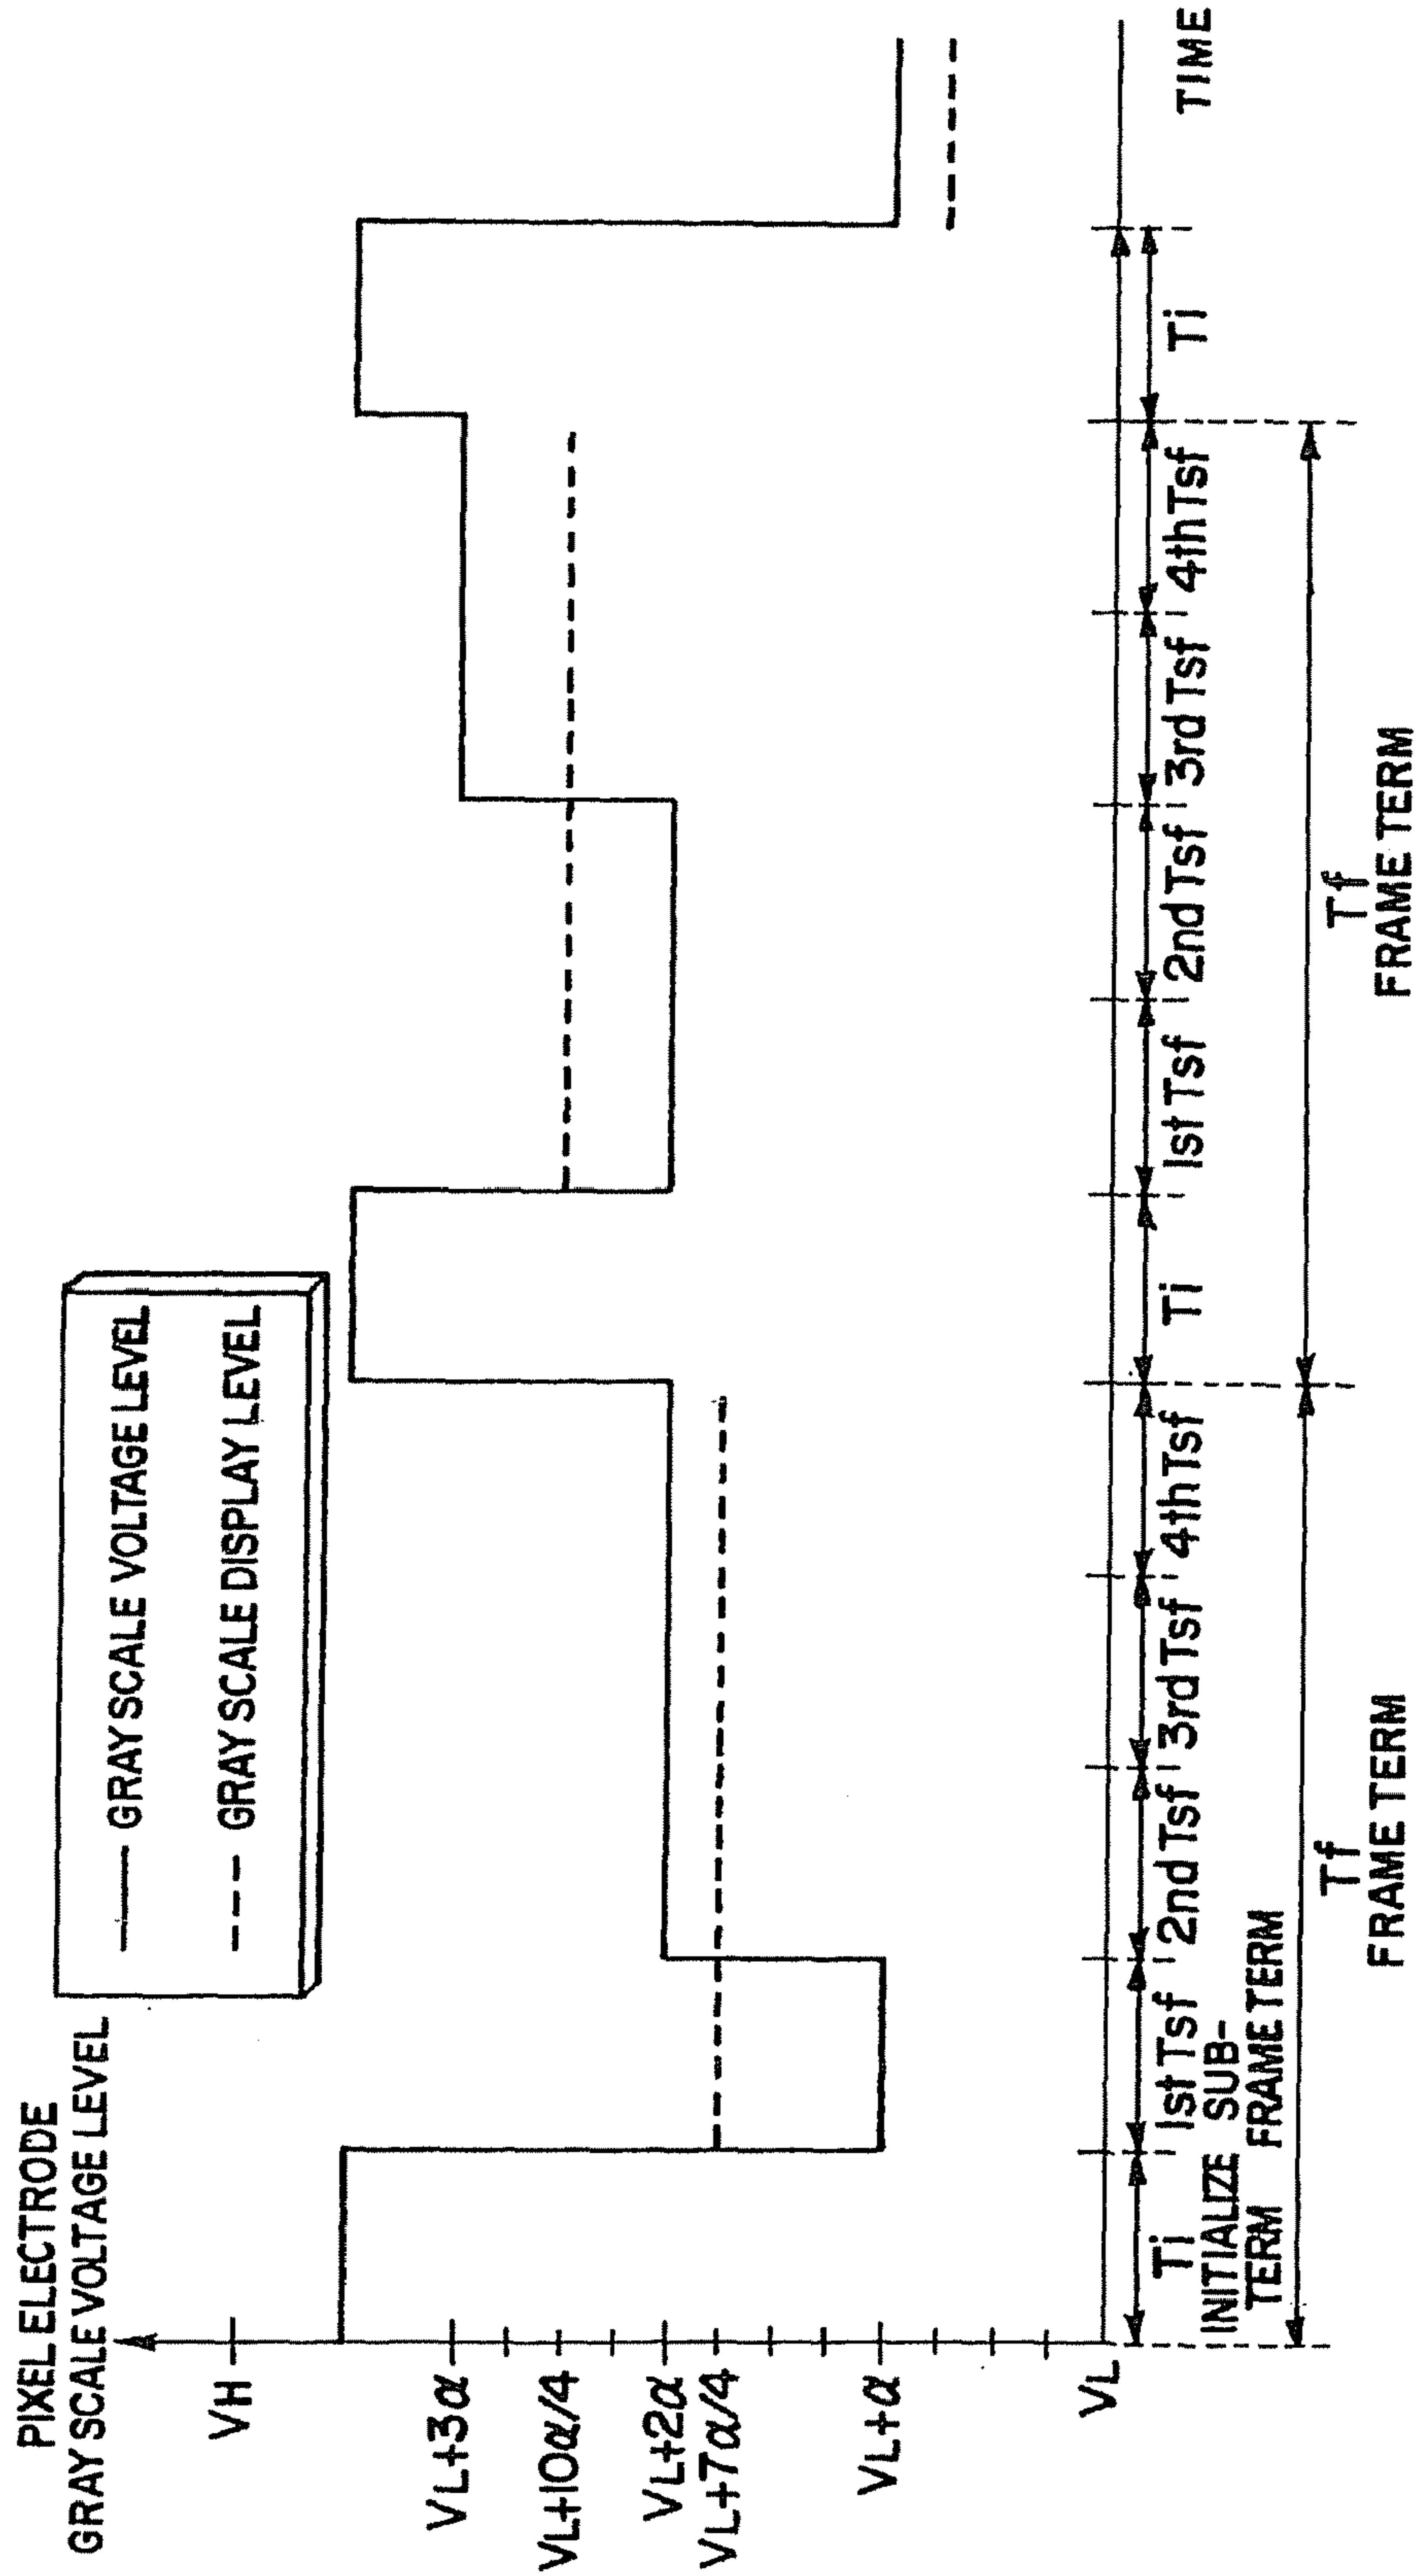 PIXEL ELECTRODE
GRAY SCALE VOLTAGE LEVEL
GRAY SCALE VOLTAGE LEVEL
GRAY SCALE DISPLAY LEVEL
VH
VL+3α
VL+10α/4
VL+2α
VL+7α/4
VL+α
VL
Ti
1st Tsf
2nd Tsf
3rd Tsf
4th Tsf
Ti
1st Tsf
2nd Tsf
3rd Tsf
4th Tsf
Ti
TIME
INITIALIZE
TERM
SUB-
FRAME TERM
Tf
FRAME TERM
Tf
FRAME TERM